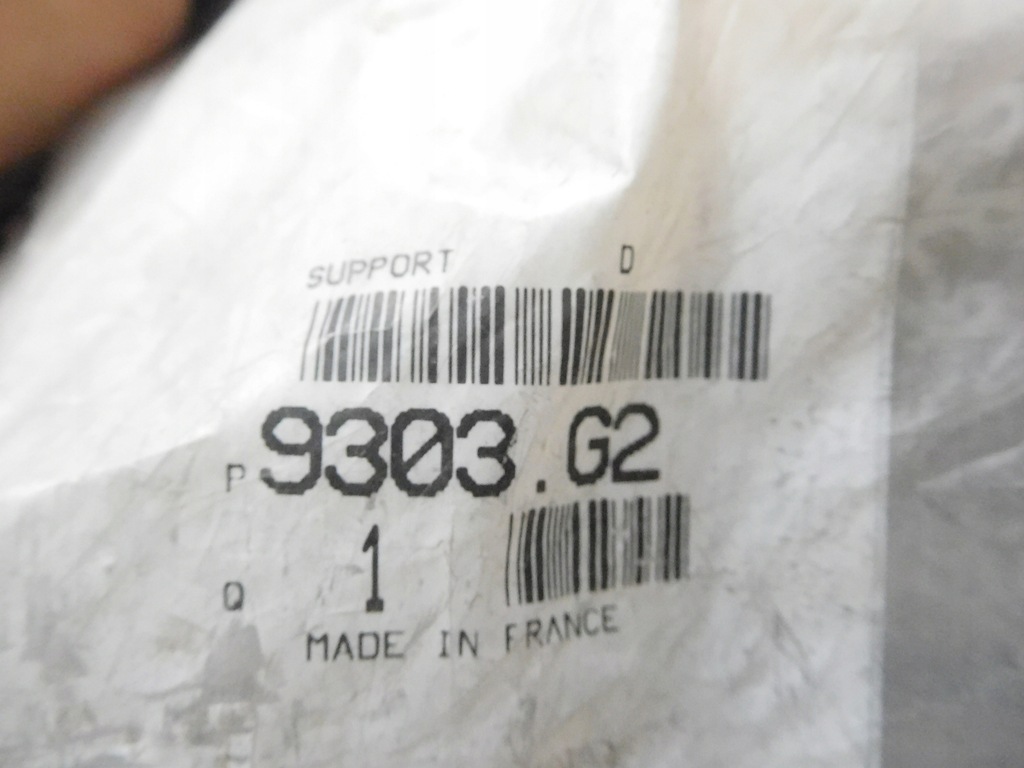 SUPPORT D
P 9303.G2
Q 1
MADE IN FRANCE